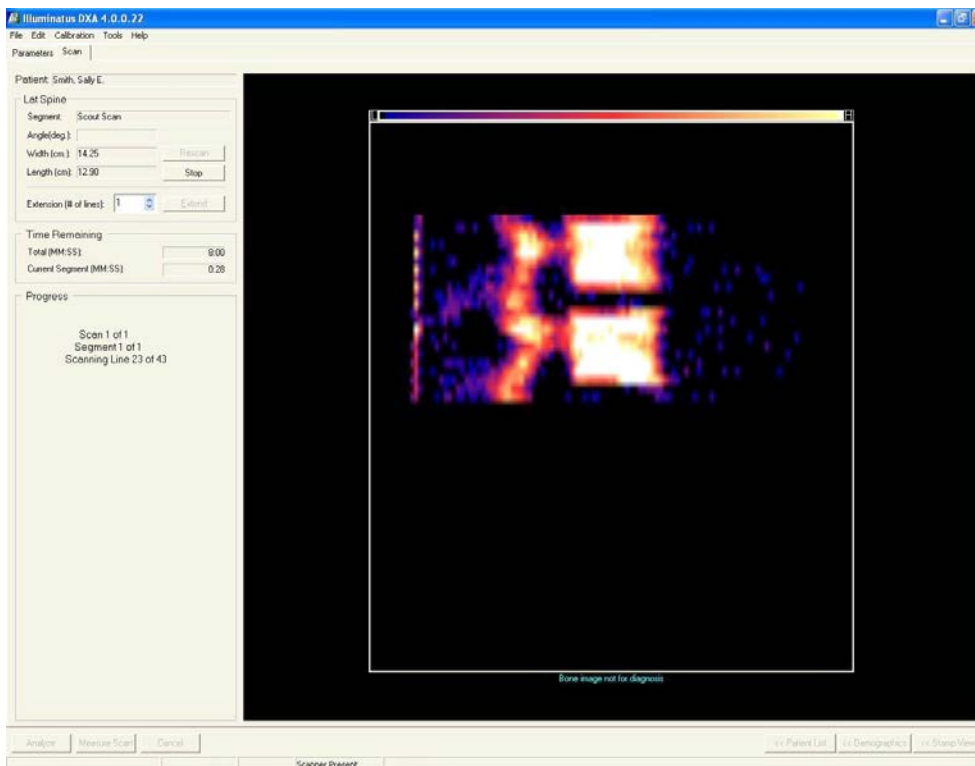 Illuminatus DXA 4.0.0.22
File Edit Calibration Tools Help
Parameters Scan
Patient: Smith, Sally E.
Lat Spine
Segment: Scout Scan
Angle(deg.):
Width (cm.): 14.25 Rescan
Length (cm): 12.90 Stop
Extension (# of lines): 1 Extend
Time Remaining
Total (MM:SS): 8:00
Current Segment (MM:SS) 0:28
Progress
Scan 1 of 1
Segment 1 of 1
Scanning Line 23 of 43
L H
Bone image not for diagnosis
Analyze Measure Scan Cancel << Patient List << Demographics << Stamp View
Scanner Present